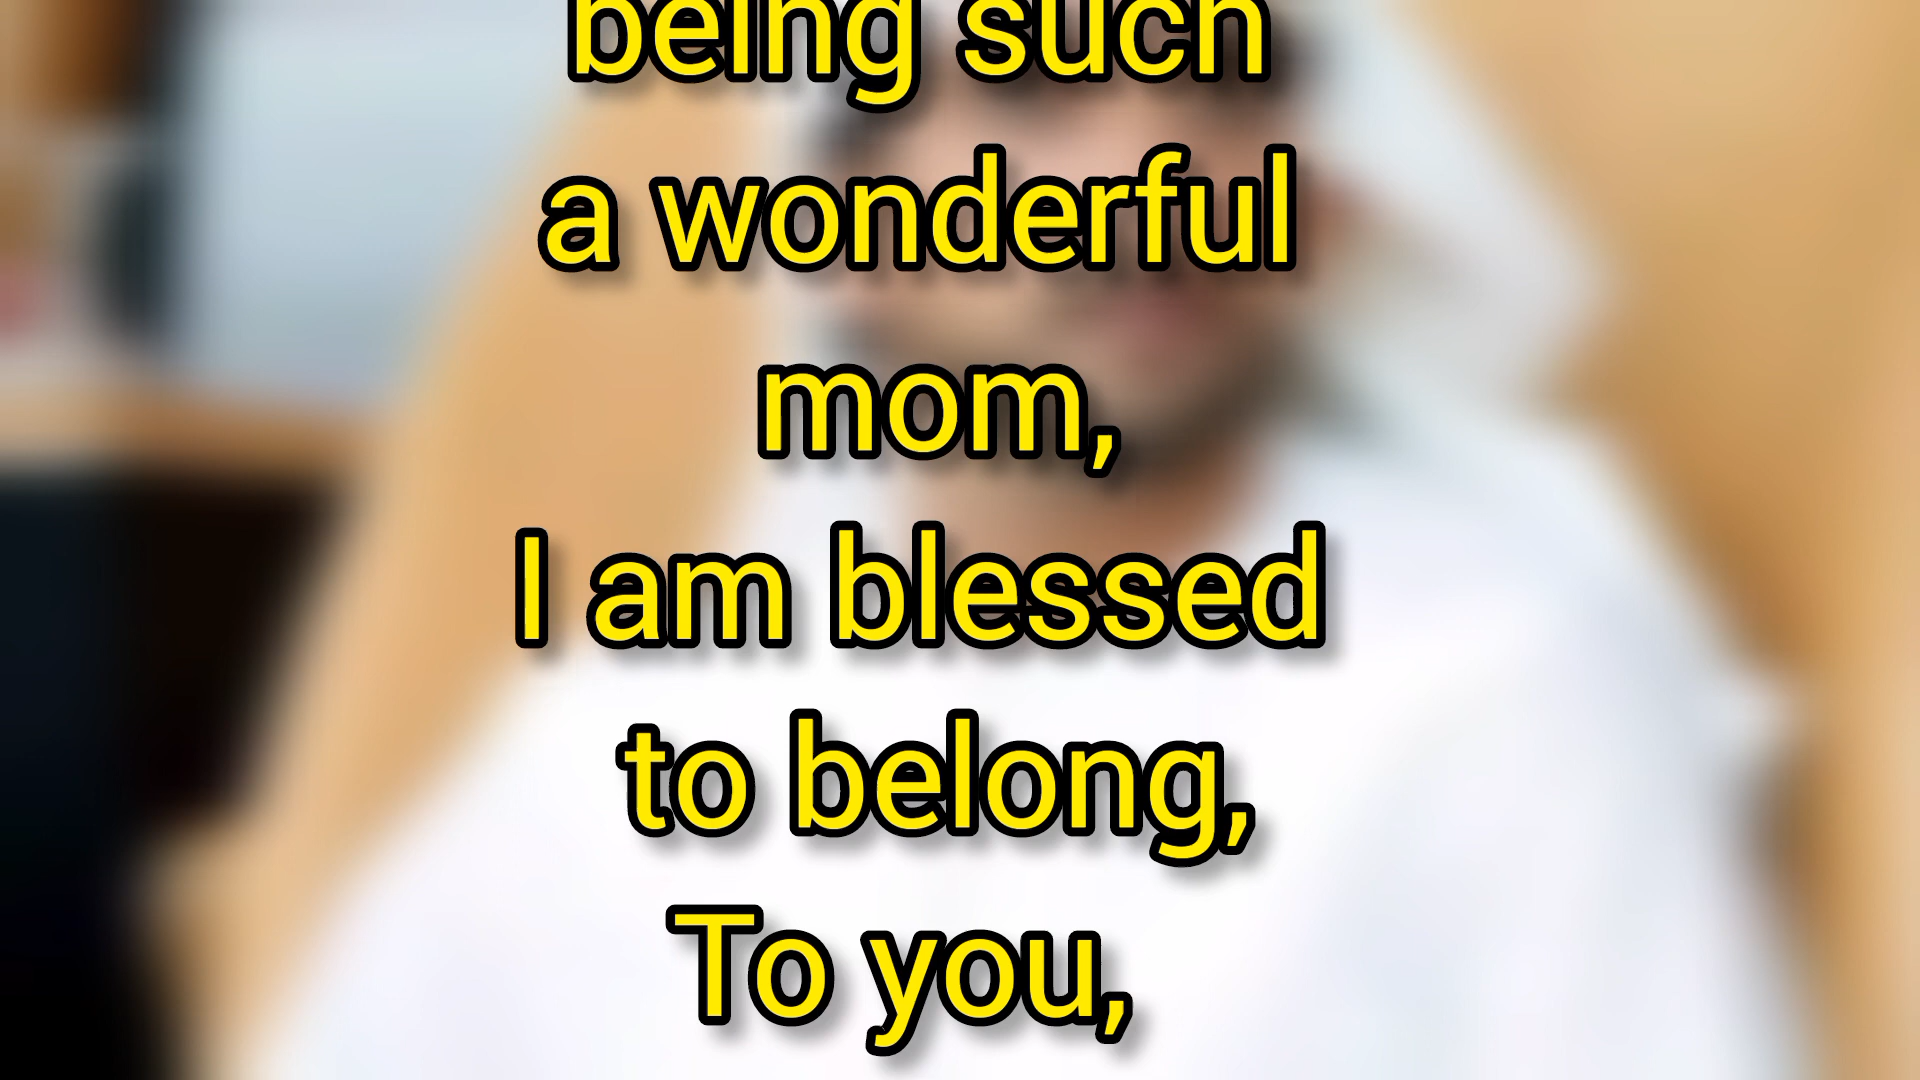 being such
a wonderful
mom,
I am blessed
to belong,
To you,